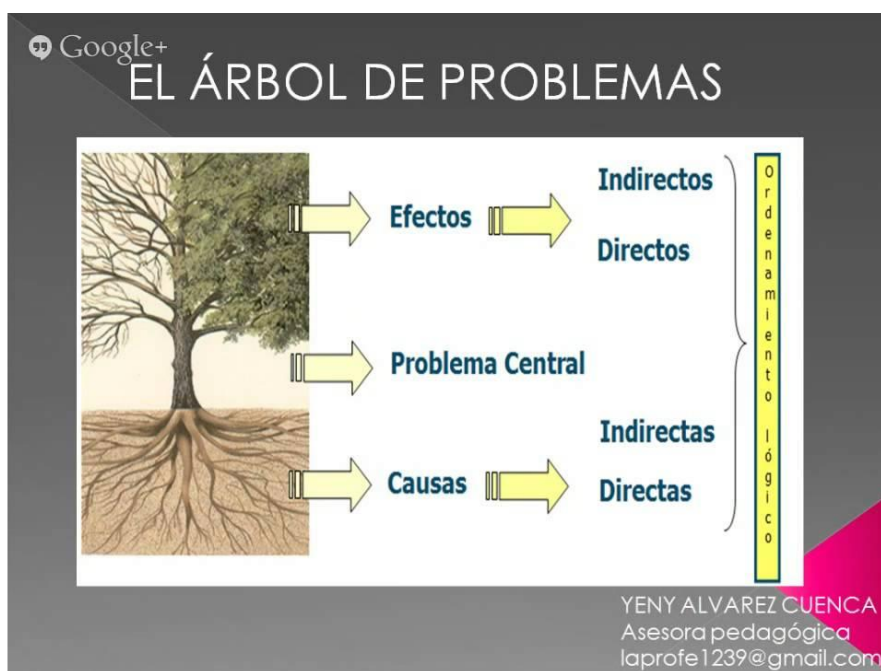 Google+
EL ÁRBOL DE PROBLEMAS
Efectos
Indirectos
Directos
Problema Central
Causas
Indirectas
Directas
Ordenamiento lógico
YENY ALVAREZ CUENCA
Asesora pedagógica
laprofe1239@gmail.com